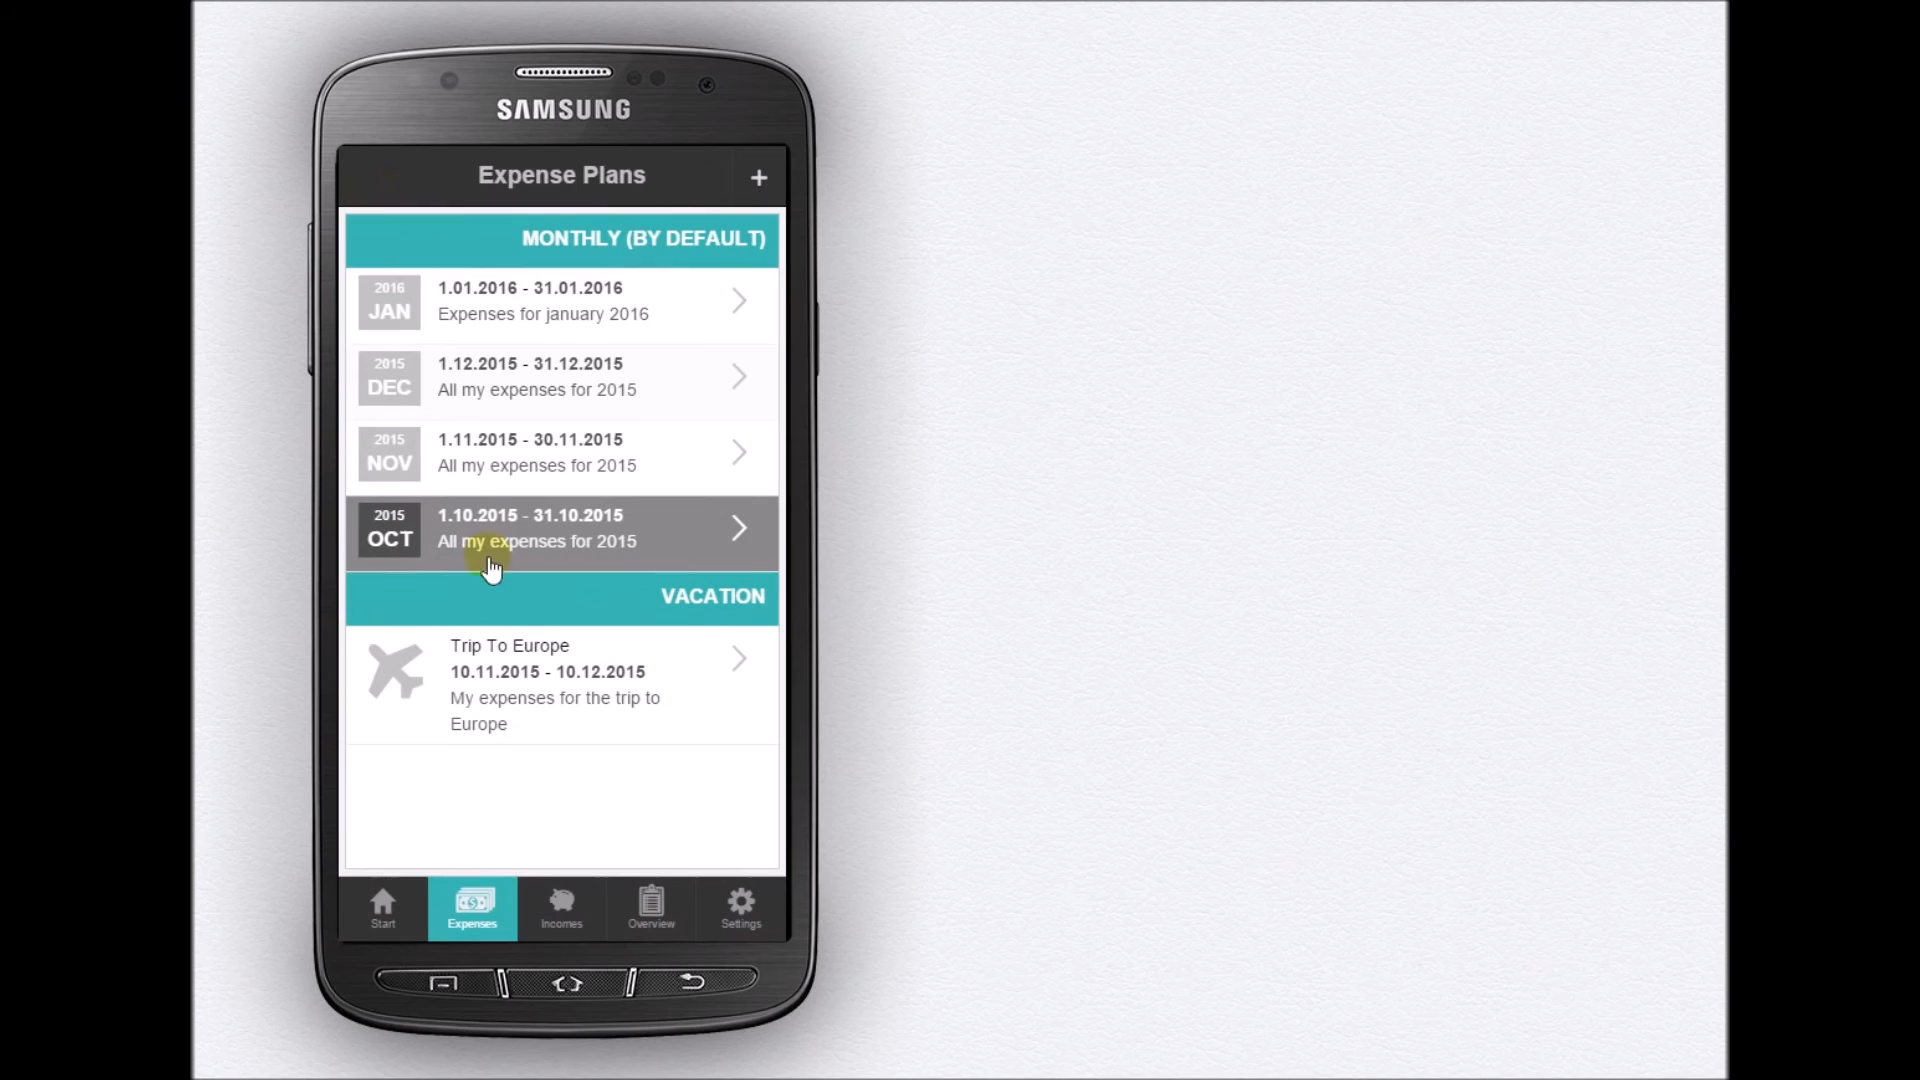 SAMSUNG
Expense Plans
+
MONTHLY (BY DEFAULT)
2016
JAN
1.01.2016 - 31.01.2016
Expenses for january 2016
2015
DEC
1.12.2015 - 31.12.2015
All my expenses for 2015
2015
NOV
1.11.2015 - 30.11.2015
All my expenses for 2015
2015
OCT
1.10.2015 - 31.10.2015
All my expenses for 2015
VACATION
Trip To Europe
10.11.2015 - 10.12.2015
My expenses for the trip to
Europe
Start
Expenses
Incomes
Overview
Settings